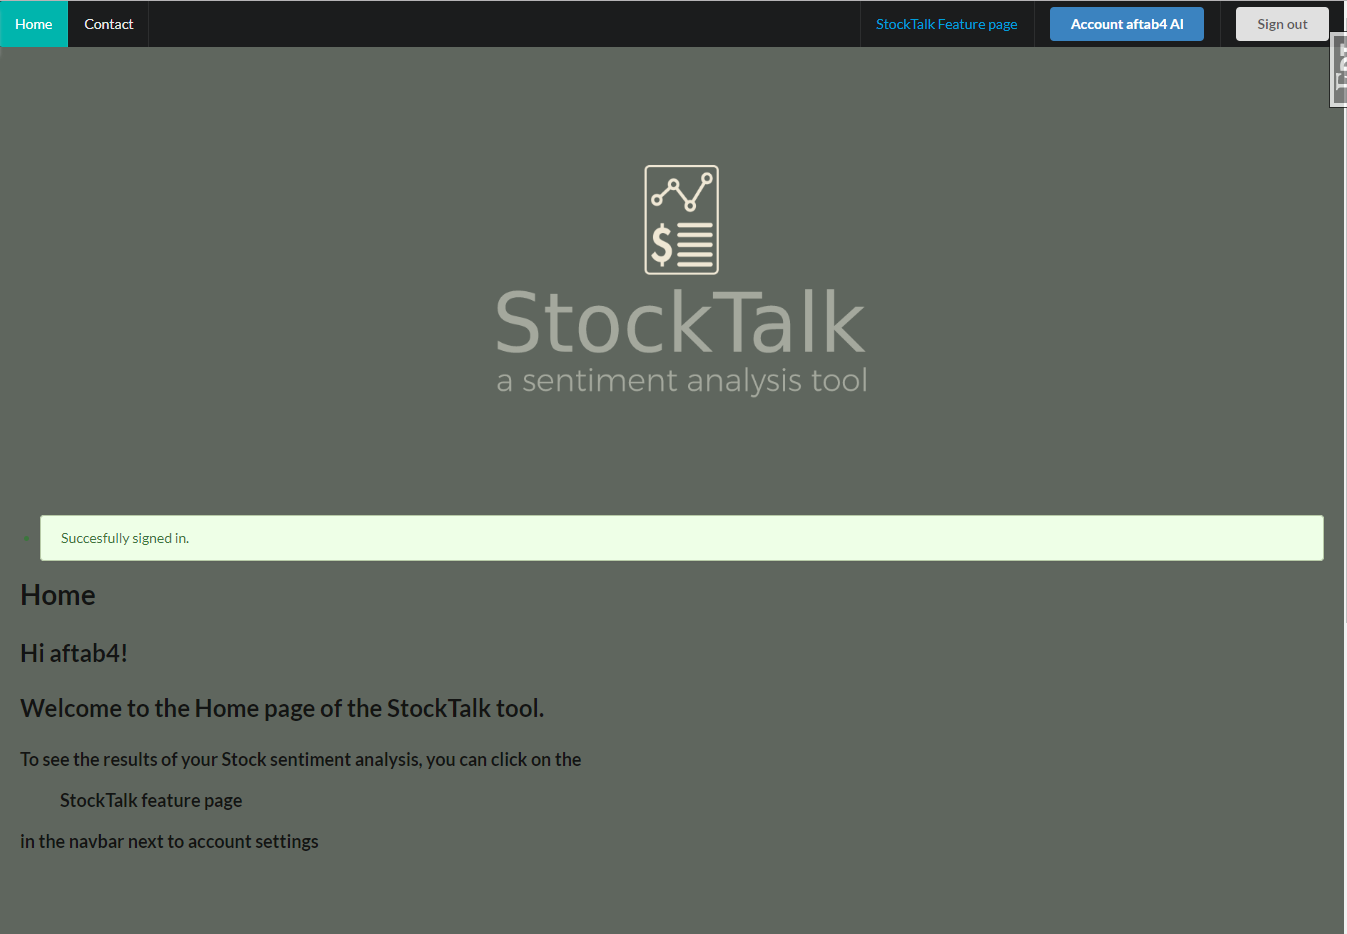 Home Contact StockTalk Feature page Account aftab4 AI Sign out
$
StockTalk
a sentiment analysis tool
Succesfully signed in.
Home
Hi aftab4!
Welcome to the Home page of the StockTalk tool.
To see the results of your Stock sentiment analysis, you can click on the
StockTalk feature page
in the navbar next to account settings